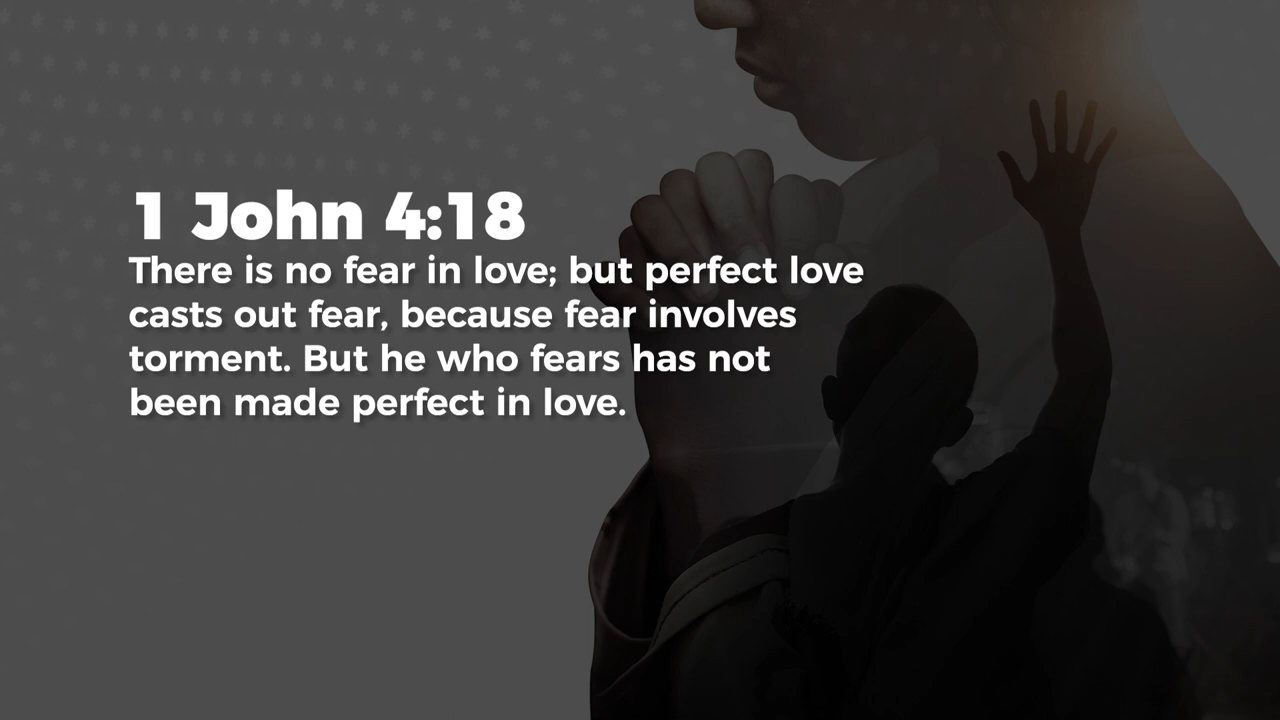 1 John 4:18
There is no fear in love; but perfect love
casts out fear, because fear involves
torment. But he who fears has not
been made perfect in love.